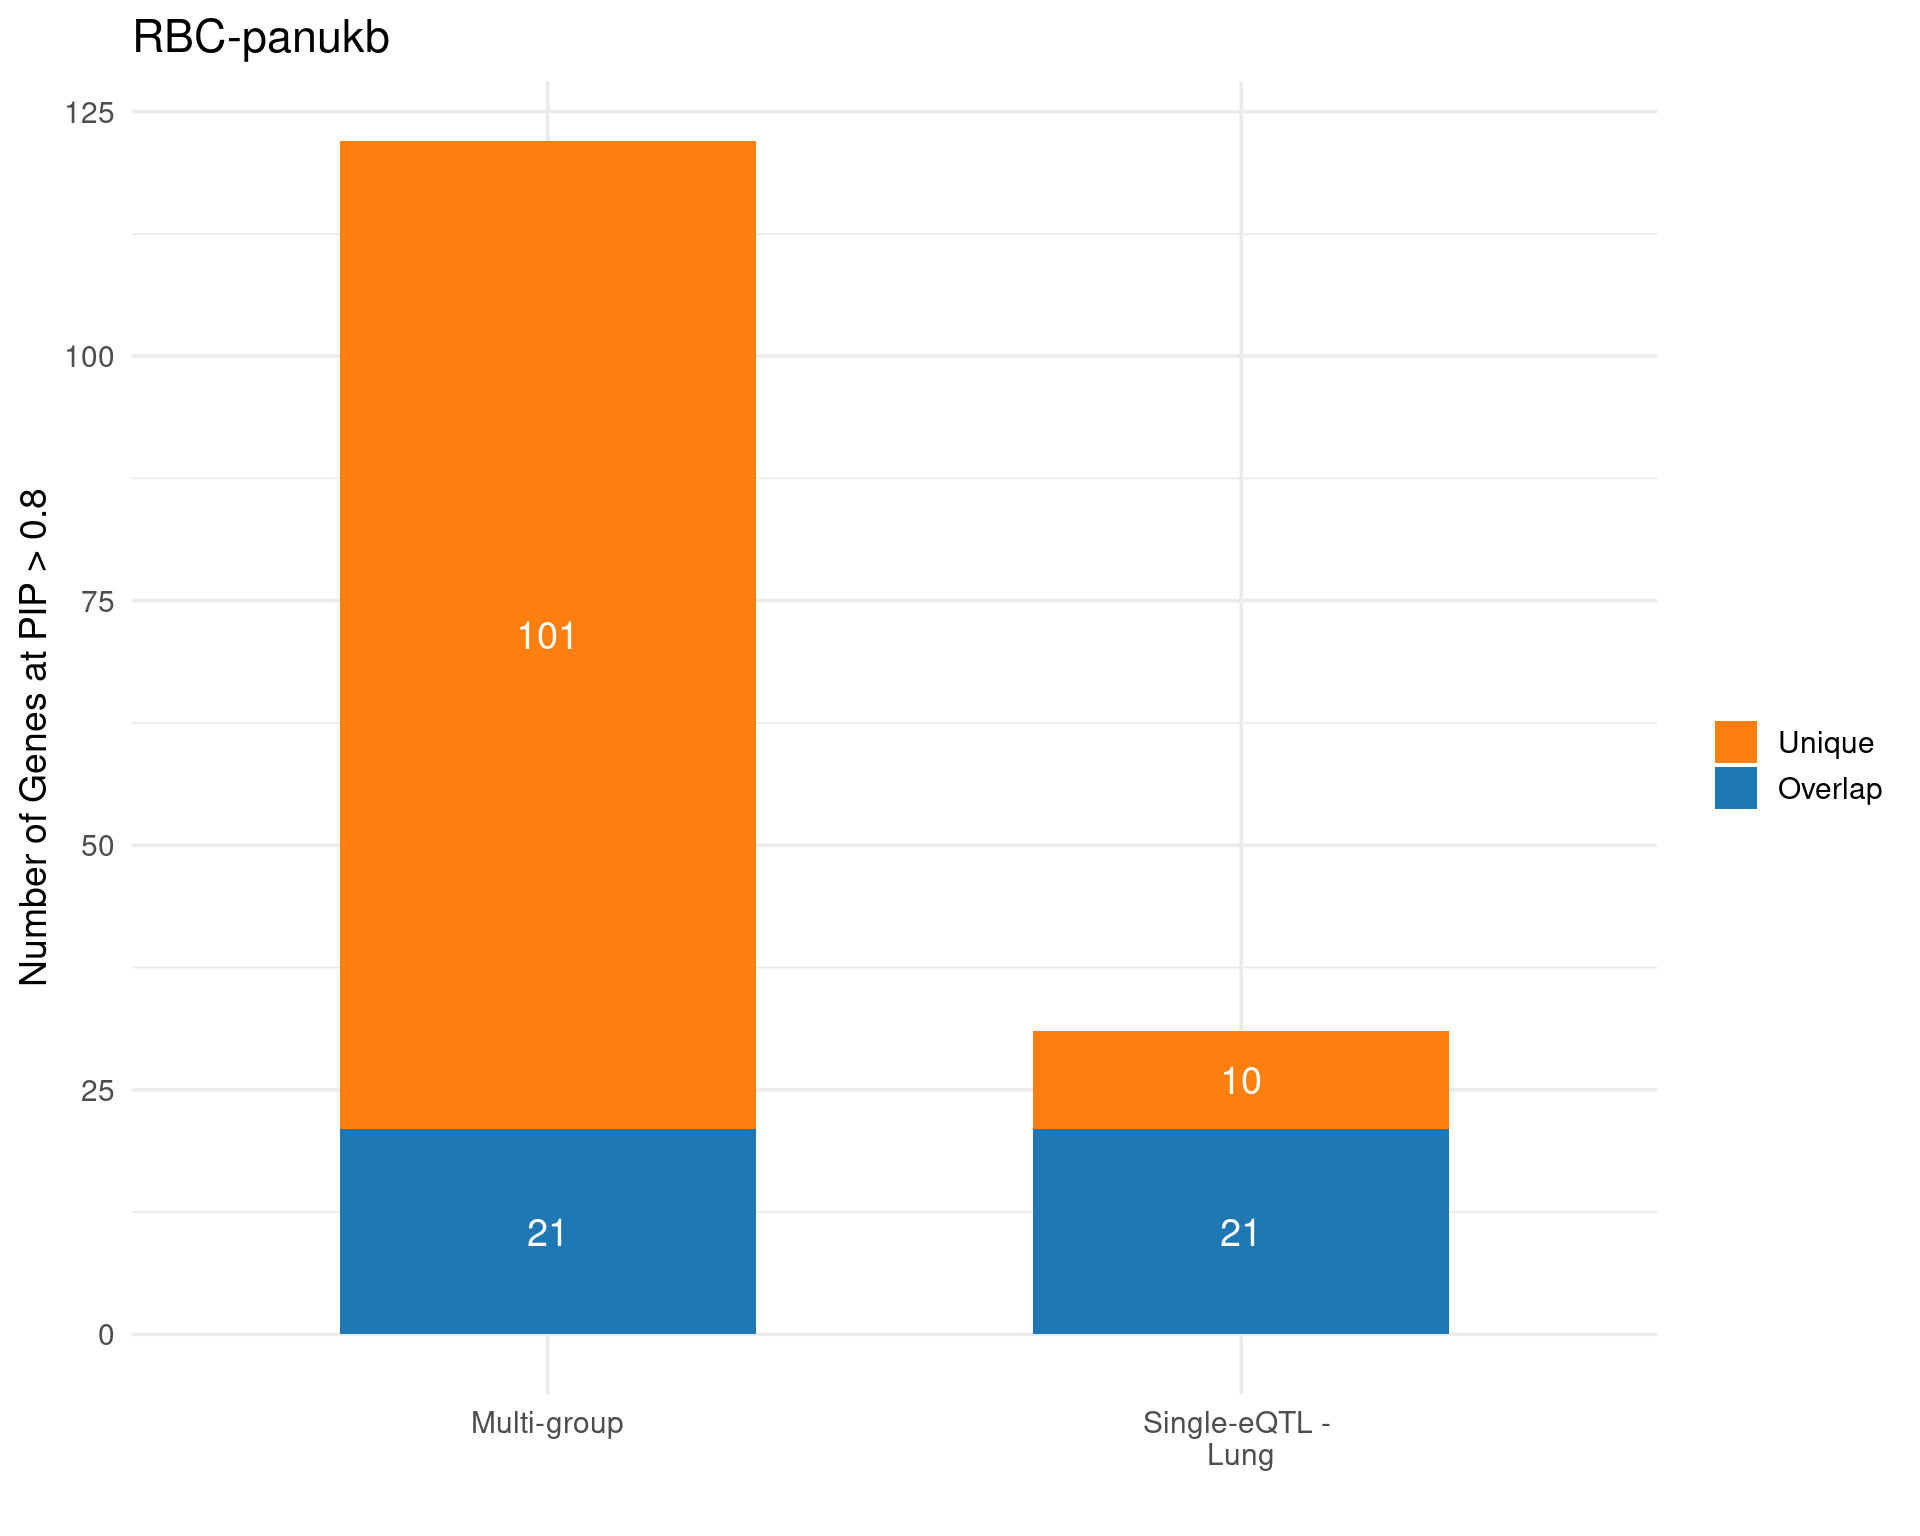 RBC-panukb
Number of Genes at PIP > 0.8
125
100
75
50
25
0
101
21
10
21
Multi-group
Single-eQTL -
Lung
Unique
Overlap